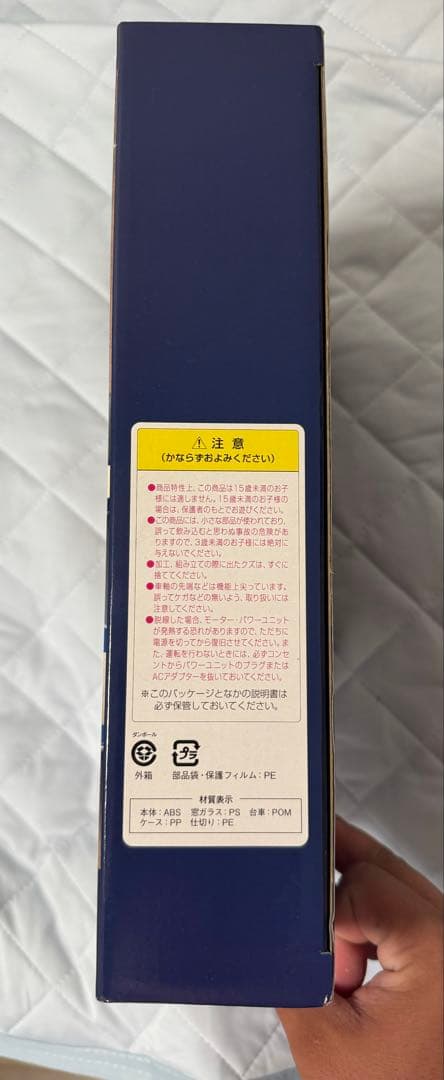 ⚠ 注意
（かならずおよみください）
●商品特性上、この商品は15歳未満のお子
様には適しません。15歳未満のお子様の
場合は、保護者のもとでお遊びください。
●この商品には、小さな部品が使われており、
誤って飲み込むと思わぬ事故の危険があ
りますので、3歳未満のお子様には絶対に
与えないでください。
●加工、組み立ての際に出たクズは、すぐに
捨ててください。
●車軸の先端などは機能上尖っています。
誤ってケガなどの無いよう、取り扱いには
注意してください。
●脱線した場合、モーター・パワーユニット
が発熱する恐れがありますので、ただちに
電源を切ってから復旧させてください。ま
た、運転を行わないときには、必ずコンセ
ントからパワーユニットのプラグまたは
ACアダプターを抜いておいてください。
※このパッケージとなかの説明書は
必ず保管しておいてください。
ダンボール
プラ
外箱 部品袋・保護フィルム：PE
材質表示
本体：ABS 窓ガラス：PS 台車：POM
ケース：PP 仕切り：PE